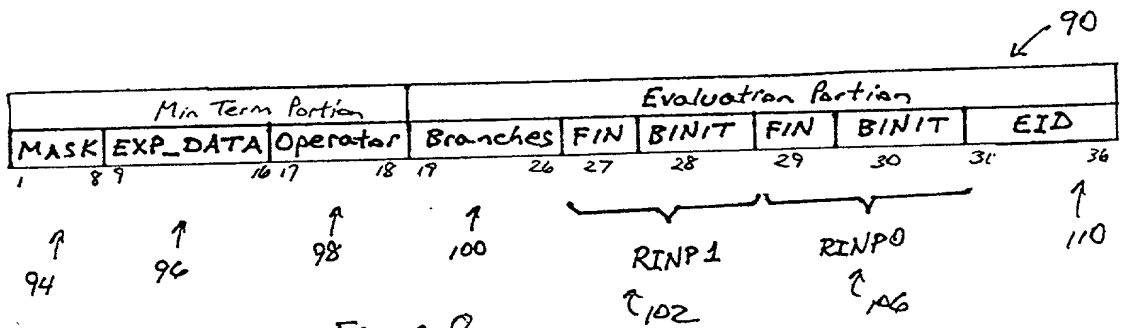 90
Min Term Portion Evaluation Portion
MASK EXP_DATA Operator Branches FIN BINIT FIN BINIT EID
1 8 9 16 17 18 19 26 27 28 29 30 31 36
94 96 98 100 RINP1 RINP0 110
102 106